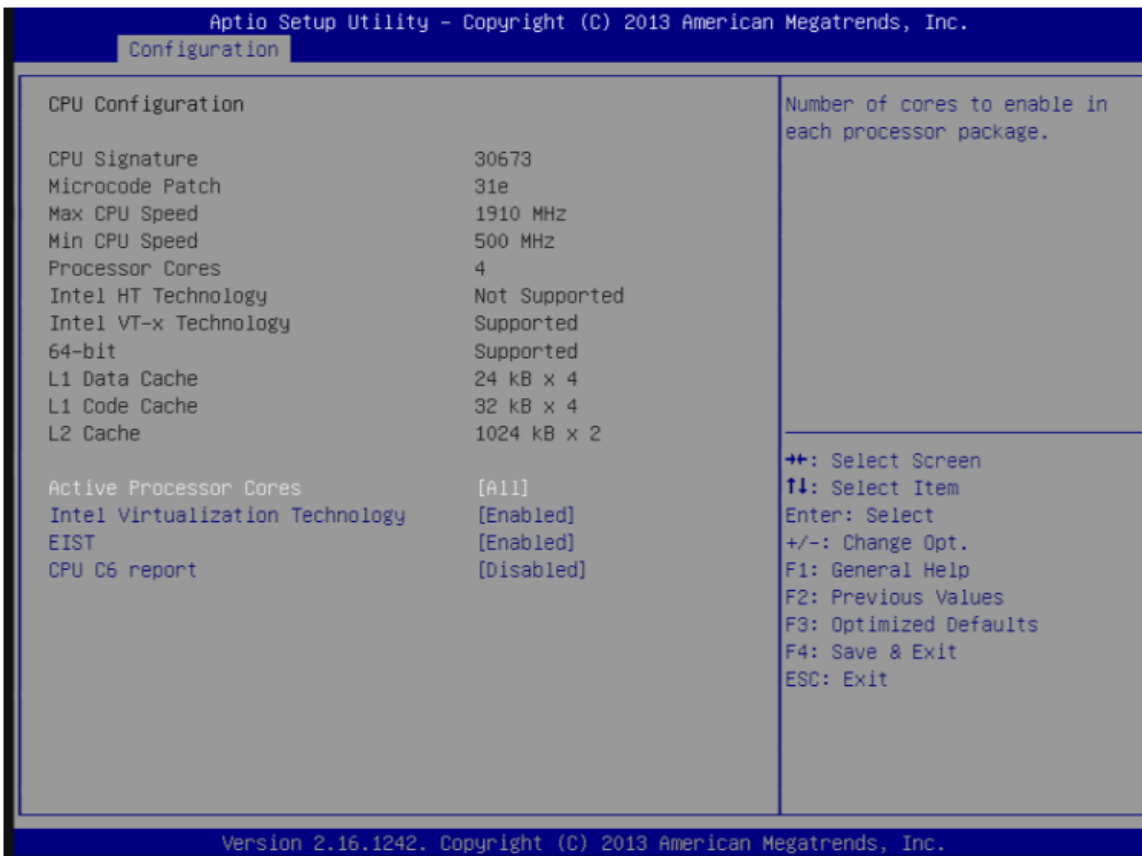 Aptio Setup Utility – Copyright (C) 2013 American Megatrends, Inc.
Configuration
CPU Configuration
CPU Signature 30673
Microcode Patch 31e
Max CPU Speed 1910 MHz
Min CPU Speed 500 MHz
Processor Cores 4
Intel HT Technology Not Supported
Intel VT-x Technology Supported
64-bit Supported
L1 Data Cache 24 kB x 4
L1 Code Cache 32 kB x 4
L2 Cache 1024 kB x 2
Active Processor Cores [All]
Intel Virtualization Technology [Enabled]
EIST [Enabled]
CPU C6 report [Disabled]
Number of cores to enable in
each processor package.
→←: Select Screen
↑↓: Select Item
Enter: Select
+/-: Change Opt.
F1: General Help
F2: Previous Values
F3: Optimized Defaults
F4: Save & Exit
ESC: Exit
Version 2.16.1242. Copyright (C) 2013 American Megatrends, Inc.